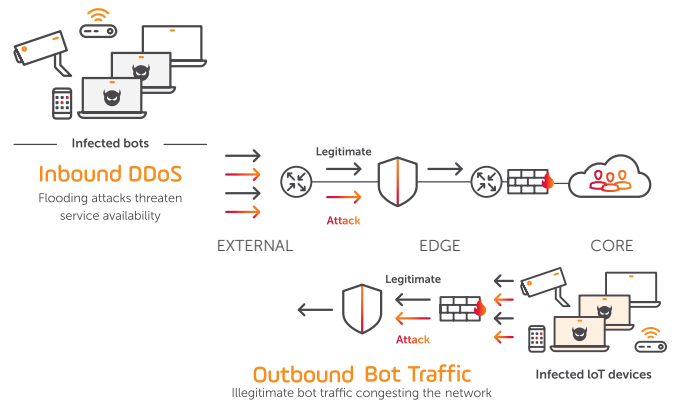 Infected bots
Inbound DDoS
Flooding attacks threaten
service availability
Legitimate
Attack
EXTERNAL
EDGE
CORE
Legitimate
Attack
Outbound Bot Traffic
Illegitimate bot traffic congesting the network
Infected IoT devices